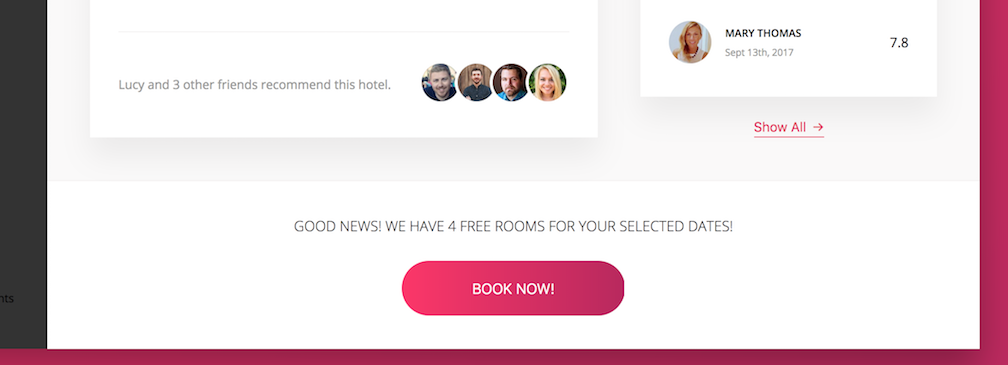 MARY THOMAS
Sept 13th, 2017
7.8
Lucy and 3 other friends recommend this hotel.
Show All →
GOOD NEWS! WE HAVE 4 FREE ROOMS FOR YOUR SELECTED DATES!
nts
BOOK NOW!